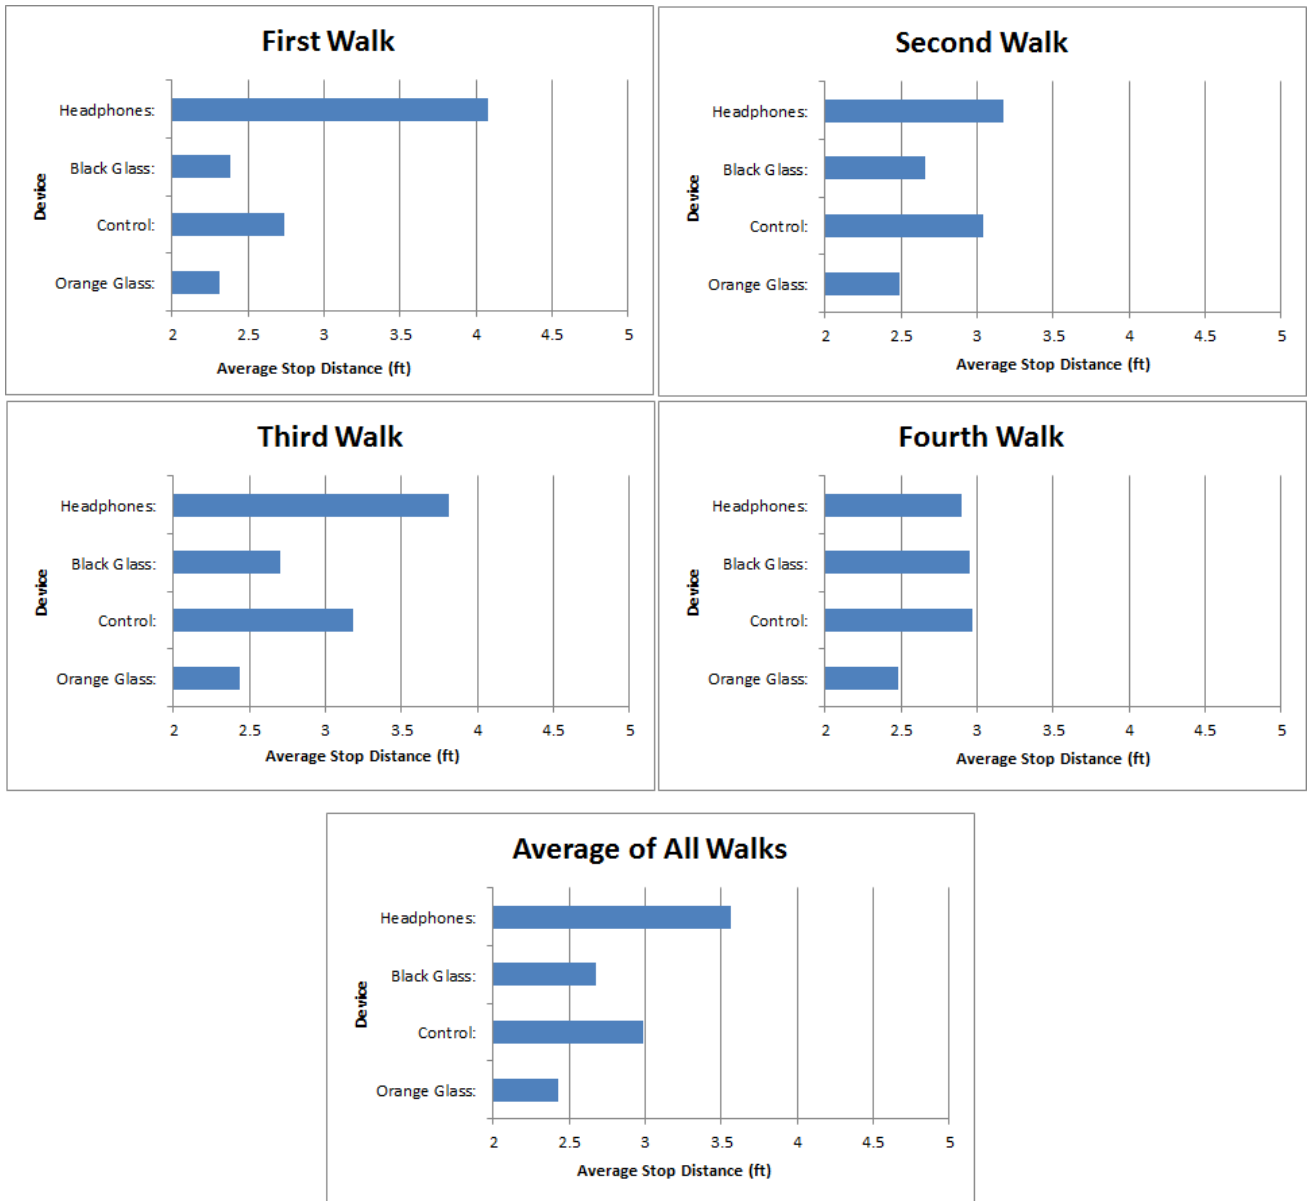 First Walk
Headphones:
Black Glass:
Control:
Orange Glass:
Device
2 2.5 3 3.5 4 4.5 5
Average Stop Distance (ft)
Second Walk
Headphones:
Black Glass:
Control:
Orange Glass:
Device
2 2.5 3 3.5 4 4.5 5
Average Stop Distance (ft)
Third Walk
Headphones:
Black Glass:
Control:
Orange Glass:
Device
2 2.5 3 3.5 4 4.5 5
Average Stop Distance (ft)
Fourth Walk
Headphones:
Black Glass:
Control:
Orange Glass:
Device
2 2.5 3 3.5 4 4.5 5
Average Stop Distance (ft)
Average of All Walks
Headphones:
Black Glass:
Control:
Orange Glass:
Device
2 2.5 3 3.5 4 4.5 5
Average Stop Distance (ft)